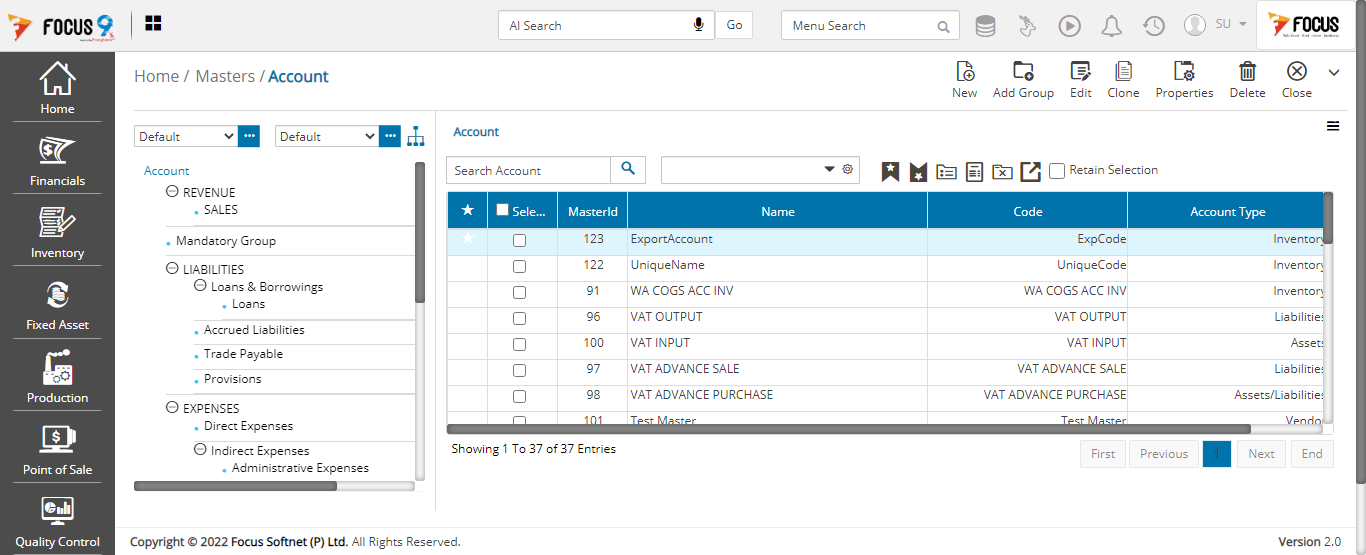 FOCUS 9
AI Search
Go
Menu Search
SU
FOCUS
Home
Financials
Inventory
Fixed Asset
Production
Point of Sale
Quality Control
Home / Masters / Account
New
Add Group
Edit
Clone
Properties
Delete
Close
Default
Default
Account
REVENUE
SALES
Mandatory Group
LIABILITIES
Loans & Borrowings
Loans
Accrued Liabilities
Trade Payable
Provisions
EXPENSES
Direct Expenses
Indirect Expenses
Administrative Expenses
Account
Search Account
Retain Selection
Sele... MasterId Name Code Account Type
123 ExportAccount ExpCode Inventory
122 UniqueName UniqueCode Inventory
91 WA COGS ACC INV WA COGS ACC INV Inventory
96 VAT OUTPUT VAT OUTPUT Liabilities
100 VAT INPUT VAT INPUT Assets
97 VAT ADVANCE SALE VAT ADVANCE SALE Liabilities
98 VAT ADVANCE PURCHASE VAT ADVANCE PURCHASE Assets/Liabilities
101 Test Master Test Master Vendor
Showing 1 To 37 of 37 Entries
First Previous 1 Next End
Copyright © 2022 Focus Softnet (P) Ltd. All Rights Reserved.
Version 2.0